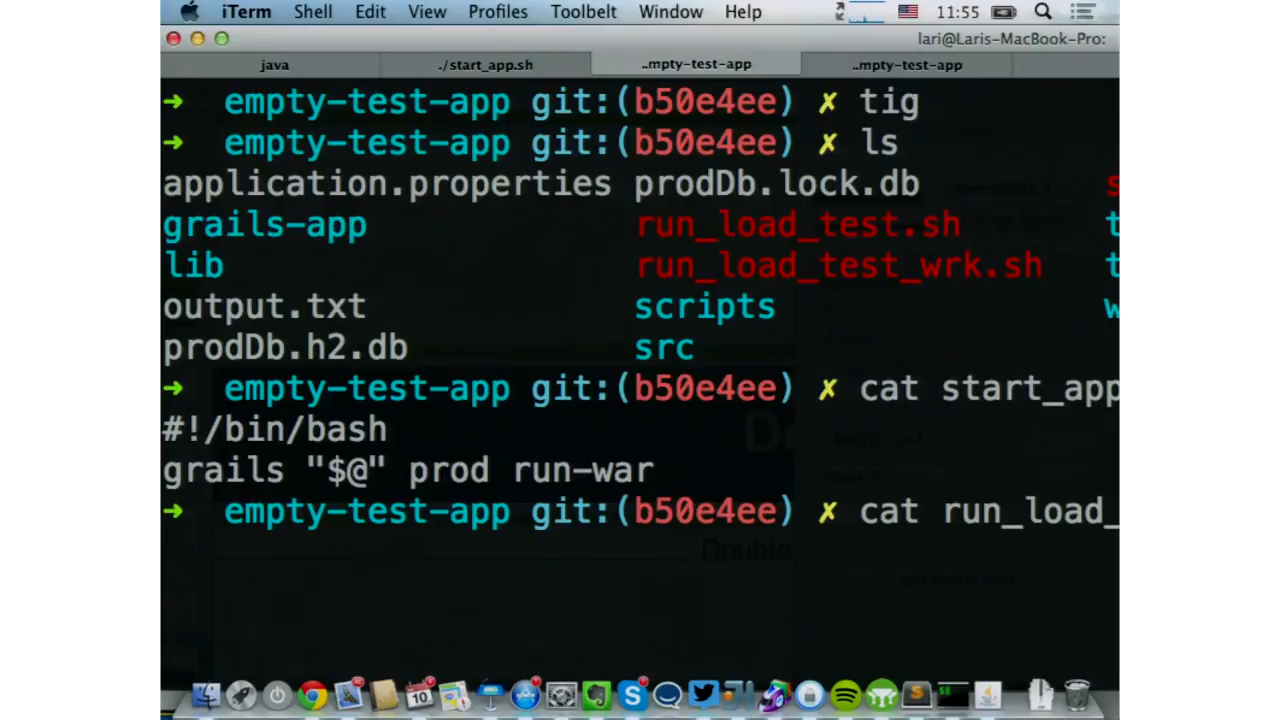 iTerm Shell Edit View Profiles Toolbelt Window Help 11:55
lari@Laris-MacBook-Pro:
java ./start_app.sh ..mpty-test-app ..mpty-test-app
➜ empty-test-app git:(b50e4ee) ✗ tig
➜ empty-test-app git:(b50e4ee) ✗ ls
application.properties prodDb.lock.db s
grails-app run_load_test.sh t
lib run_load_test_wrk.sh t
output.txt scripts w
prodDb.h2.db src
➜ empty-test-app git:(b50e4ee) ✗ cat start_app
#!/bin/bash
grails "$@" prod run-war
➜ empty-test-app git:(b50e4ee) ✗ cat run_load_
Double
10